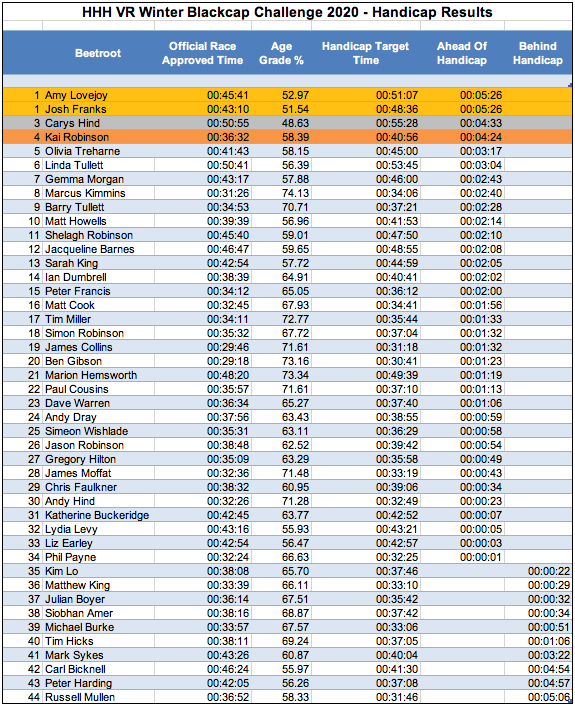 HHH VR Winter Blackcap Challenge 2020 - Handicap Results
Beetroot Official Race Approved Time Age Grade % Handicap Target Time Ahead Of Handicap Behind Handicap
1 Amy Lovejoy 00:45:41 52.97 00:51:07 00:05:26
1 Josh Franks 00:43:10 51.54 00:48:36 00:05:26
3 Carys Hind 00:50:55 48.63 00:55:28 00:04:33
4 Kai Robinson 00:36:32 58.39 00:40:56 00:04:24
5 Olivia Treharne 00:41:43 58.15 00:45:00 00:03:17
6 Linda Tullett 00:50:41 56.39 00:53:45 00:03:04
7 Gemma Morgan 00:43:17 57.88 00:46:00 00:02:43
8 Marcus Kimmins 00:31:26 74.13 00:34:06 00:02:40
9 Barry Tullett 00:34:53 70.71 00:37:21 00:02:28
10 Matt Howells 00:39:39 56.96 00:41:53 00:02:14
11 Shelagh Robinson 00:45:40 59.01 00:47:50 00:02:10
12 Jacqueline Barnes 00:46:47 59.65 00:48:55 00:02:08
13 Sarah King 00:42:54 57.72 00:44:59 00:02:05
14 Ian Dumbrell 00:38:39 64.91 00:40:41 00:02:02
15 Peter Francis 00:34:12 65.05 00:36:12 00:02:00
16 Matt Cook 00:32:45 67.93 00:34:41 00:01:56
17 Tim Miller 00:34:11 72.77 00:35:44 00:01:33
18 Simon Robinson 00:35:32 67.72 00:37:04 00:01:32
19 James Collins 00:29:46 71.61 00:31:18 00:01:32
20 Ben Gibson 00:29:18 73.16 00:30:41 00:01:23
21 Marion Hemsworth 00:48:20 73.34 00:49:39 00:01:19
22 Paul Cousins 00:35:57 71.61 00:37:10 00:01:13
23 Dave Warren 00:36:34 65.27 00:37:40 00:01:06
24 Andy Dray 00:37:56 63.43 00:38:55 00:00:59
25 Simeon Wishlade 00:35:31 63.11 00:36:29 00:00:58
26 Jason Robinson 00:38:48 62.52 00:39:42 00:00:54
27 Gregory Hilton 00:35:09 63.29 00:35:58 00:00:49
28 James Moffat 00:32:36 71.48 00:33:19 00:00:43
29 Chris Faulkner 00:38:32 60.95 00:39:06 00:00:34
30 Andy Hind 00:32:26 71.28 00:32:49 00:00:23
31 Katherine Buckeridge 00:42:45 63.77 00:42:52 00:00:07
32 Lydia Levy 00:43:16 55.93 00:43:21 00:00:05
33 Liz Earley 00:42:54 56.47 00:42:57 00:00:03
34 Phil Payne 00:32:24 66.63 00:32:25 00:00:01
35 Kim Lo 00:38:08 65.70 00:37:46 00:00:22
36 Matthew King 00:33:39 66.11 00:33:10 00:00:29
37 Julian Boyer 00:36:14 67.51 00:35:42 00:00:32
38 Siobhan Amer 00:38:16 68.87 00:37:42 00:00:34
39 Michael Burke 00:33:57 67.57 00:33:06 00:00:51
40 Tim Hicks 00:38:11 69.24 00:37:05 00:01:06
41 Mark Sykes 00:43:26 60.87 00:40:04 00:03:22
42 Carl Bicknell 00:46:24 55.97 00:41:30 00:04:54
43 Peter Harding 00:42:05 56.26 00:37:08 00:04:57
44 Russell Mullen 00:36:52 58.33 00:31:46 00:05:06